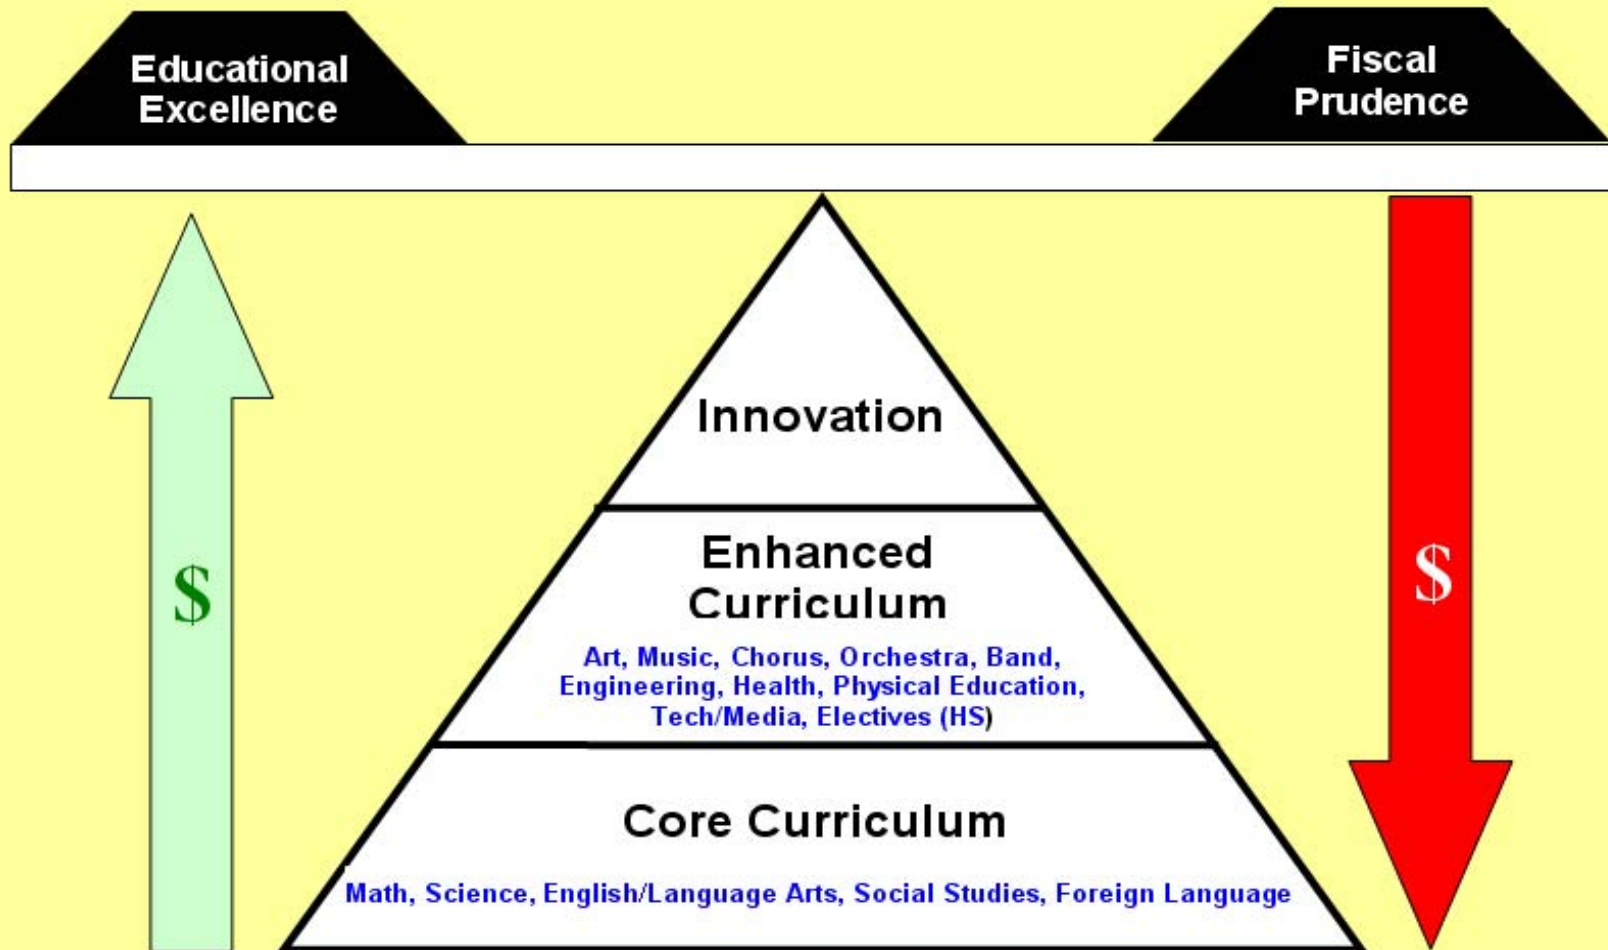 Educational
Excellence
Fiscal
Prudence
Innovation
Enhanced
Curriculum
$
$
Art, Music, Chorus, Orchestra, Band,
Engineering, Health, Physical Education,
Tech/Media, Electives (HS)
Core Curriculum
Math, Science, English/Language Arts, Social Studies, Foreign Language